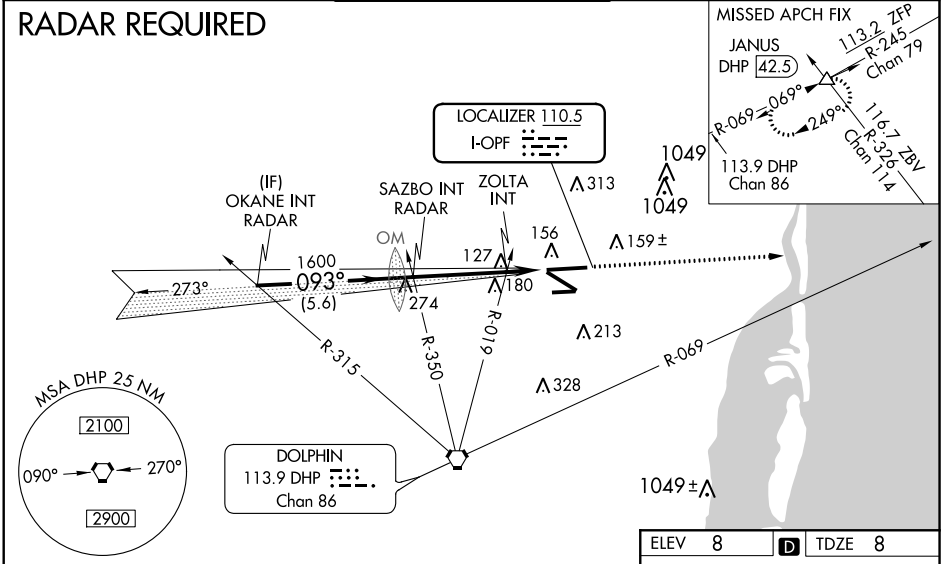 RADAR REQUIRED
MISSED APCH FIX
JANUS
DHP 42.5
113.2 ZFP
R-245
Chan 79
R-069
069°
249°
116.7 ZBV
R-326
Chan 114
113.9 DHP
Chan 86
LOCALIZER 110.5
I-OPF
(IF)
OKANE INT
RADAR
SAZBO INT
RADAR
ZOLTA
INT
OM
313
1049
1049
156
159±
127
180
274
1600
093°
(5.6)
273°
213
328
R-315
R-350
R-019
R-069
MSA DHP 25 NM
2100
090°
270°
2900
DOLPHIN
113.9 DHP
Chan 86
1049±
ELEV 8
D
TDZE 8